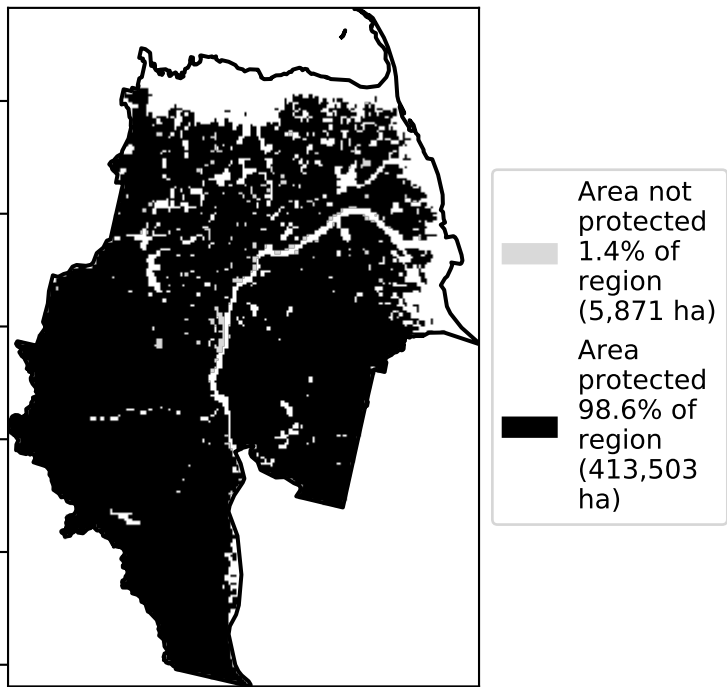 Area not
protected
1.4% of
region
(5,871 ha)
Area
protected
98.6% of
region
(413,503
ha)